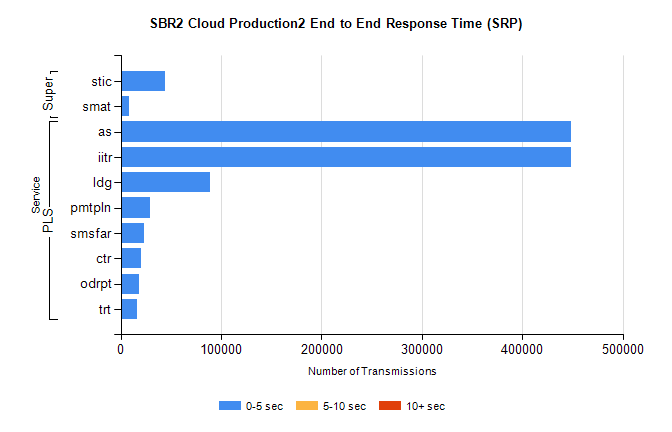 SBR2 Cloud Production2 End to End Response Time (SRP)
Service
Super
PLS
stic
smat
as
iitr
ldg
pmtpln
smsfar
ctr
odrpt
trt
0 100000 200000 300000 400000 500000
Number of Transmissions
0-5 sec 5-10 sec 10+ sec